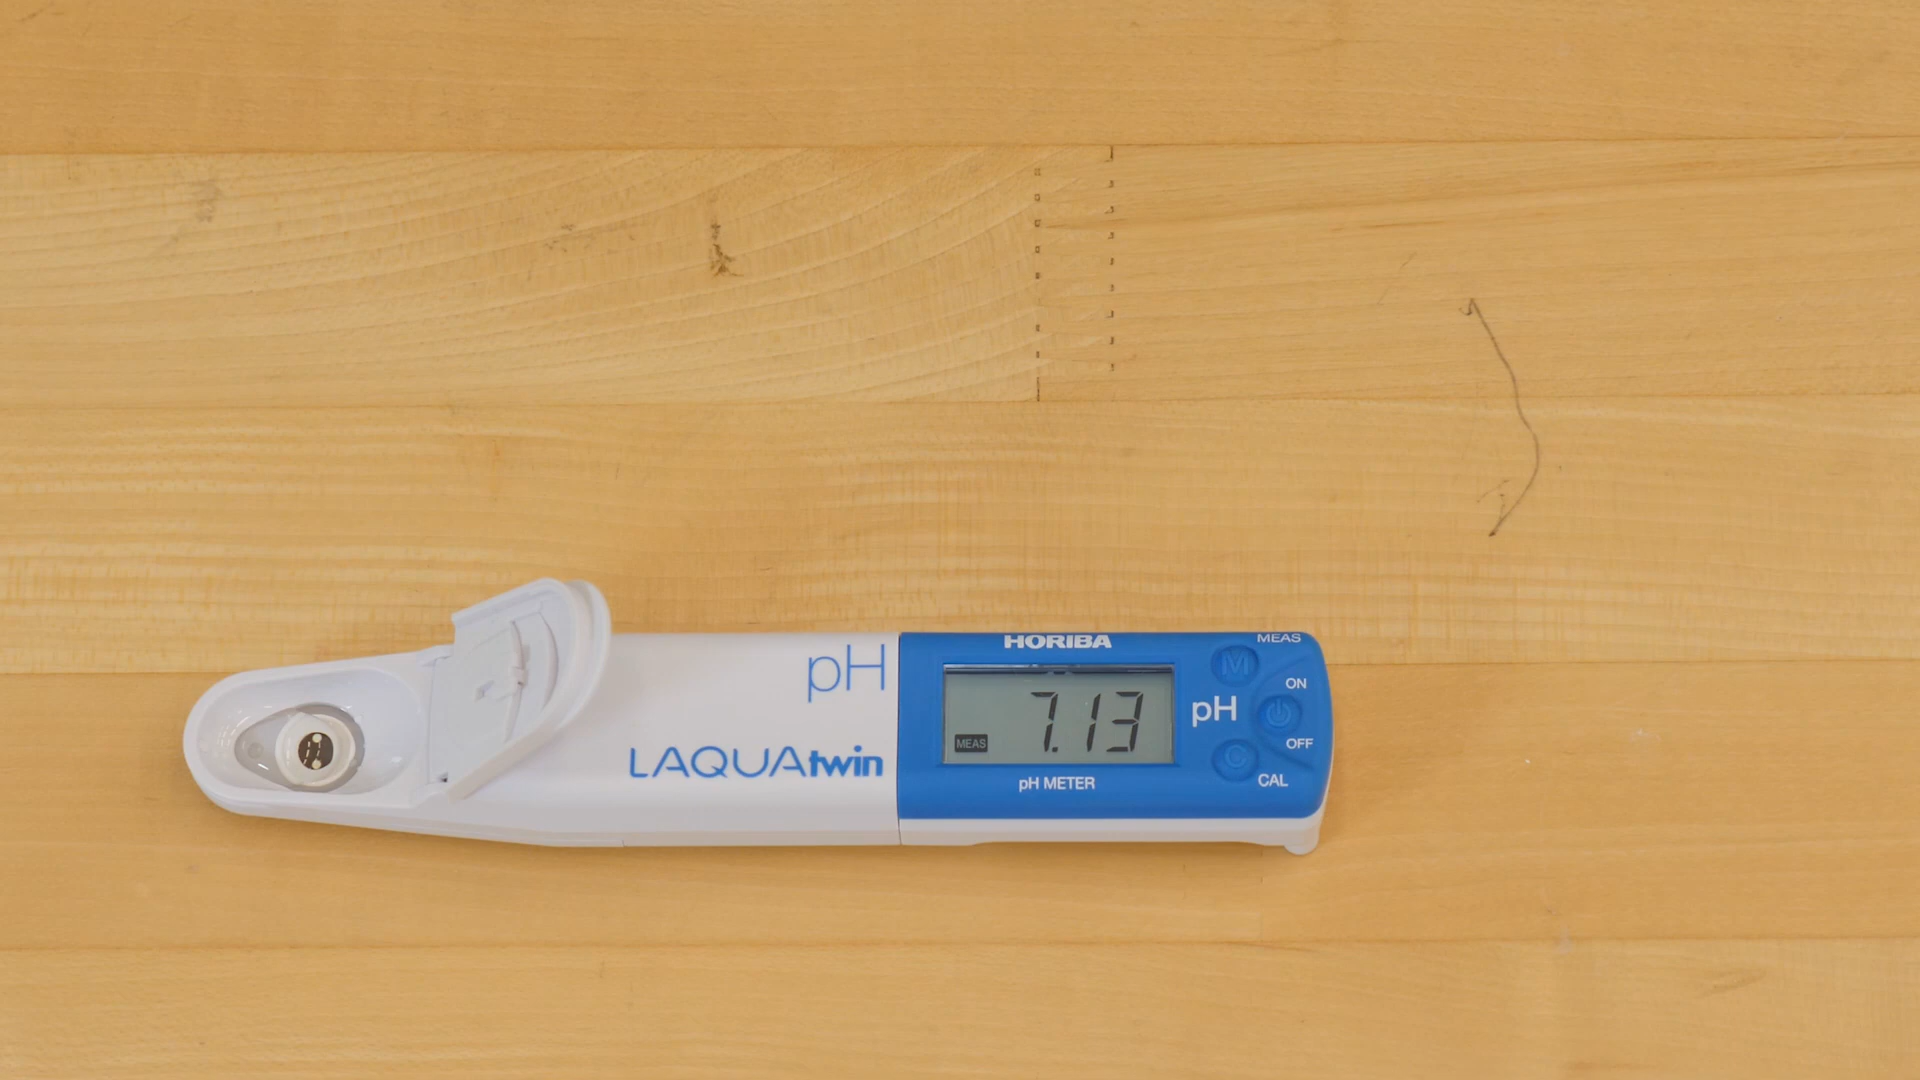 pH
LAQUAtwin
HORIBA
MEAS
M
ON
7.13
MEAS
pH
OFF
C
CAL
pH METER